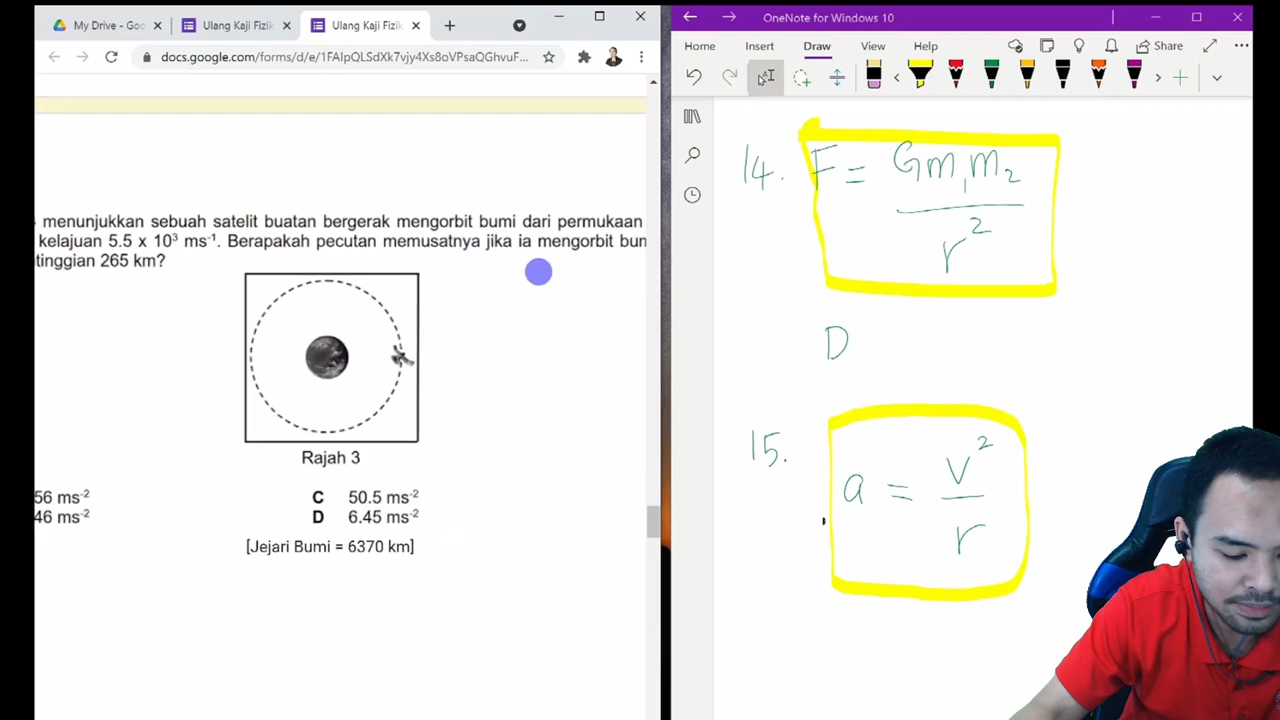 My Drive - Goo
Ulang Kaji Fizik
Ulang Kaji Fizik
docs.google.com/forms/d/e/1FAIpQLSdXk7vjy4Xs8oVPsaQGhvuF...
menunjukkan sebuah satelit buatan bergerak mengorbit bumi dari permukaan
kelajuan 5.5 x 10³ ms⁻¹. Berapakah pecutan memusatnya jika ia mengorbit bum
tinggian 265 km?
Rajah 3
56 ms⁻²
C 50.5 ms⁻²
46 ms⁻²
D 6.45 ms⁻²
[Jejari Bumi = 6370 km]
OneNote for Windows 10
Home Insert Draw View Help Share
14. F = Gm₁m₂ / r²
D
15. a = v² / r